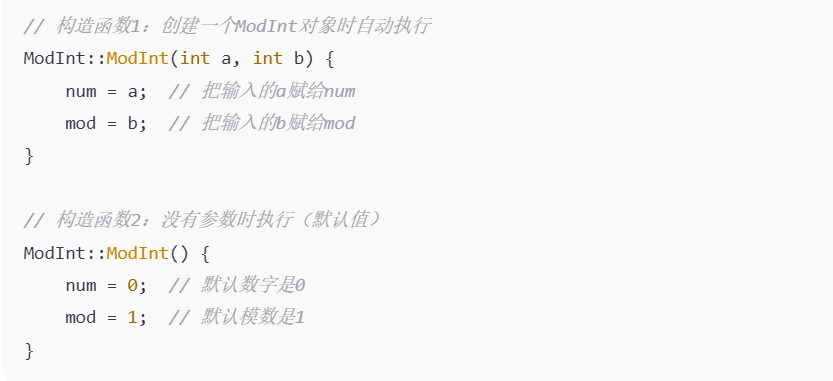 // 构造函数1：创建一个ModInt对象时自动执行
ModInt::ModInt(int a, int b) {
    num = a;  // 把输入的a赋给num
    mod = b;  // 把输入的b赋给mod
}
// 构造函数2：没有参数时执行（默认值）
ModInt::ModInt() {
    num = 0;  // 默认数字是0
    mod = 1;  // 默认模数是1
}